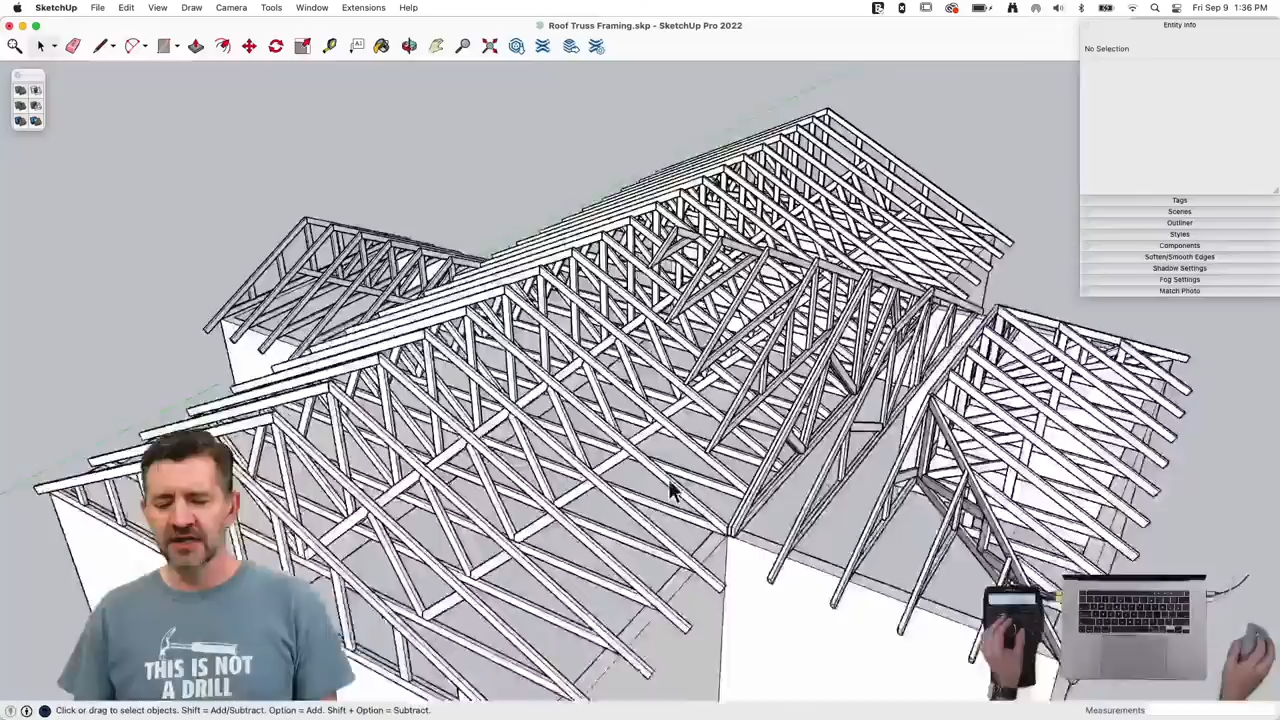 SketchUp File Edit View Draw Camera Tools Window Extensions Help
Fri Sep 9 1:36 PM
Roof Truss Framing.skp - SketchUp Pro 2022
Entity Info
No Selection
Tags
Scenes
Outliner
Styles
Components
Soften/Smooth Edges
Shadow Settings
Fog Settings
Match Photo
THIS IS NOT
A DRILL
Click or drag to select objects. Shift = Add/Subtract. Option = Add. Shift + Option = Subtract.
Measurements